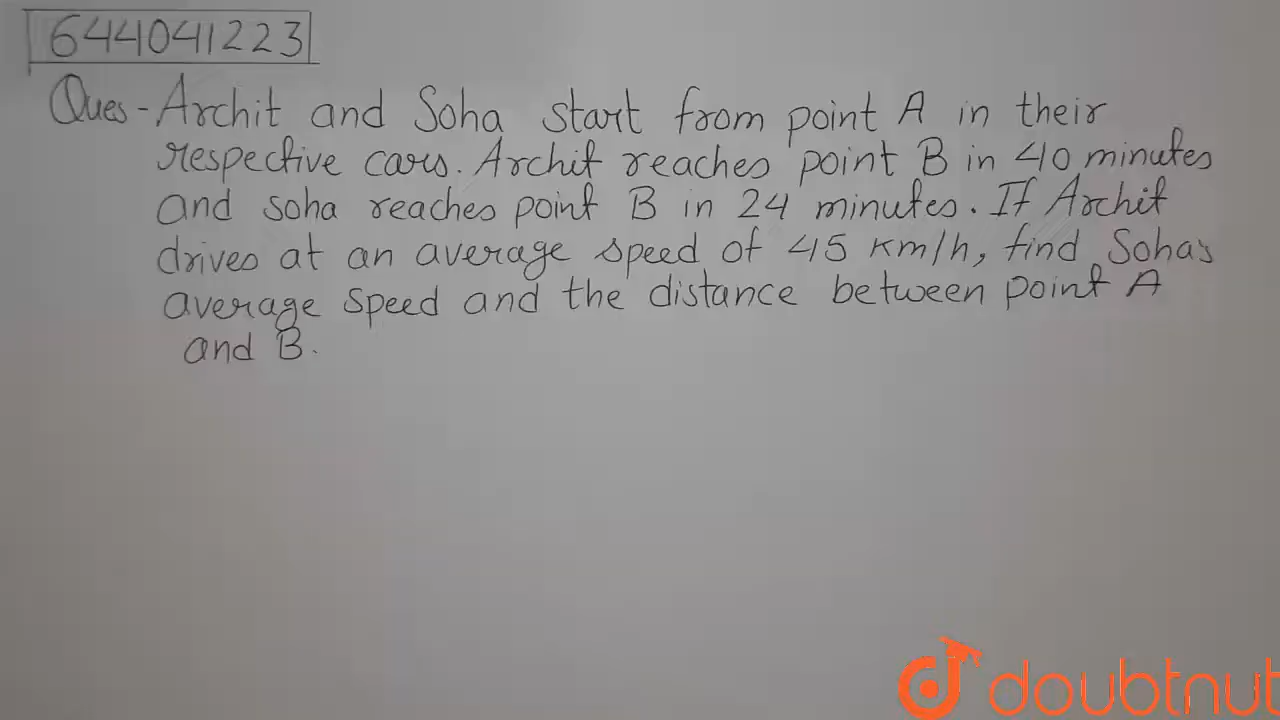 644041223
Ques - Archit and Soha start from point A in their
respective cars. Archit reaches point B in 40 minutes
and soha reaches point B in 24 minutes. If Archit
drives at an average speed of 45 km/h, find Soha's
average speed and the distance between point A
and B.
doubtnut